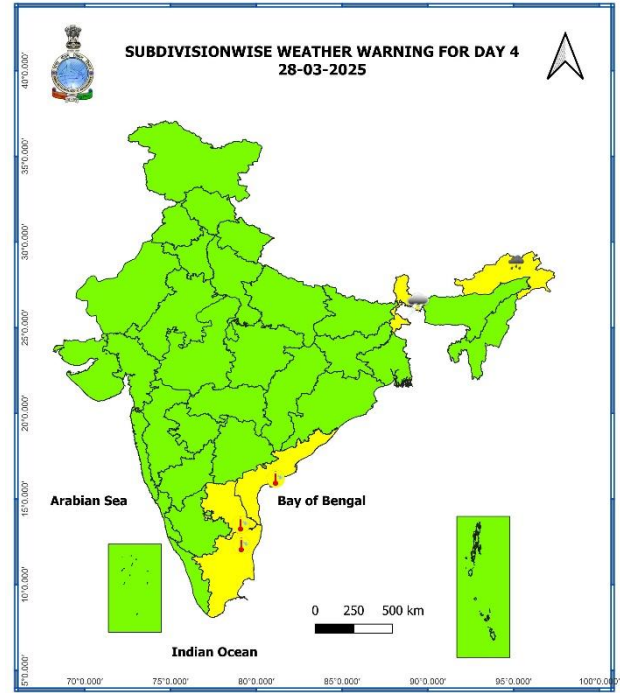 SUBDIVISIONWISE WEATHER WARNING FOR DAY 4
28-03-2025
40°0.000'
35°0.000'
30°0.000'
25°0.000'
20°0.000'
15°0.000'
10°0.000'
5°0.000'
Arabian Sea
Bay of Bengal
0 250 500 km
Indian Ocean
70°0.000' 75°0.000' 80°0.000' 85°0.000' 90°0.000' 95°0.000' 100°0.000'